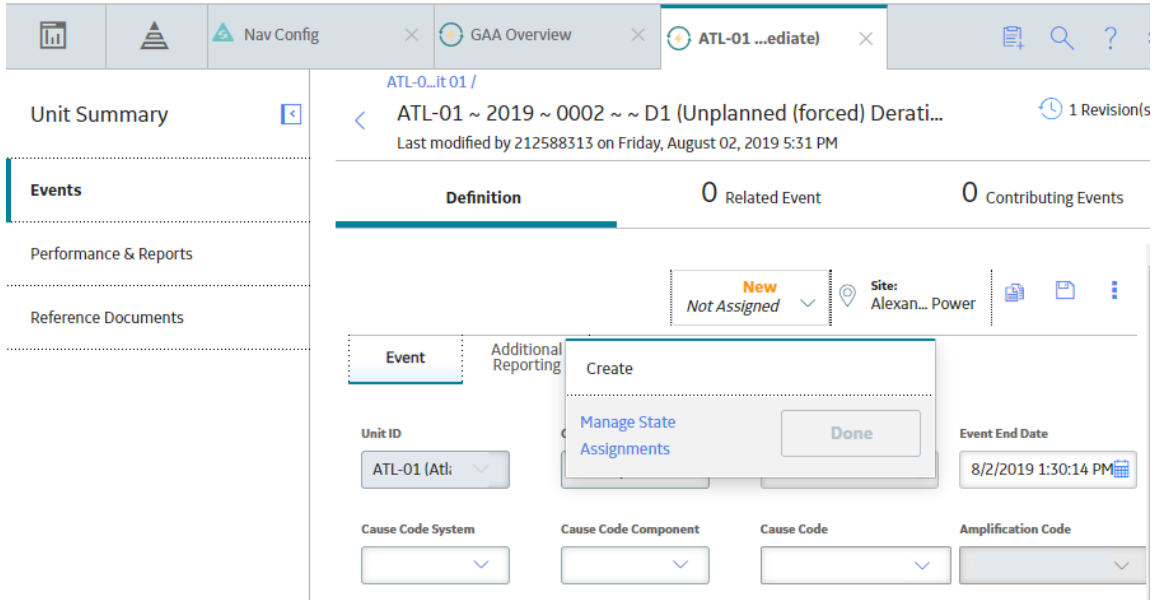 Nav Config
GAA Overview
ATL-01 ...ediate)
?
Unit Summary
ATL-0...it 01 /
ATL-01 ~ 2019 ~ 0002 ~ ~ D1 (Unplanned (forced) Derati...
1 Revision(s
Last modified by 212588313 on Friday, August 02, 2019 5:31 PM
Events
Performance & Reports
Reference Documents
Definition
0 Related Event
0 Contributing Events
New
Not Assigned
Site:
Alexan... Power
Event
Additional
Reporting
Create
Manage State
Assignments
Done
Unit ID
Event End Date
ATL-01 (Atla
8/2/2019 1:30:14 PM
Cause Code System
Cause Code Component
Cause Code
Amplification Code